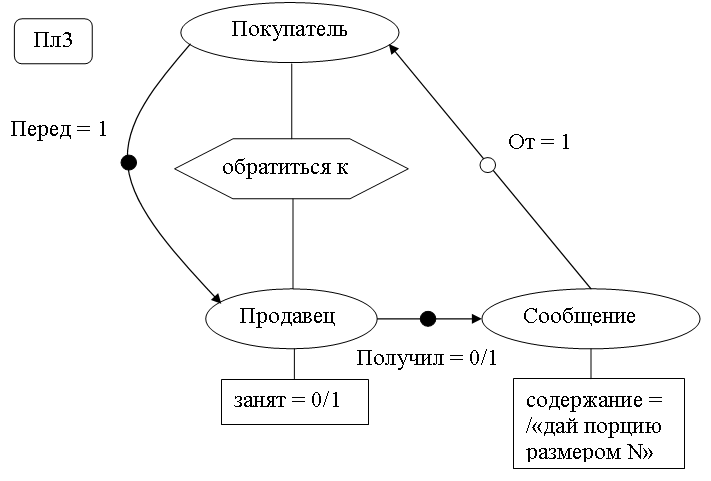 Пл3
Покупатель
Перед = 1
От = 1
обратиться к
Продавец
Сообщение
Получил = 0/1
занят = 0/1
содержание =
/«дай порцию
размером N»